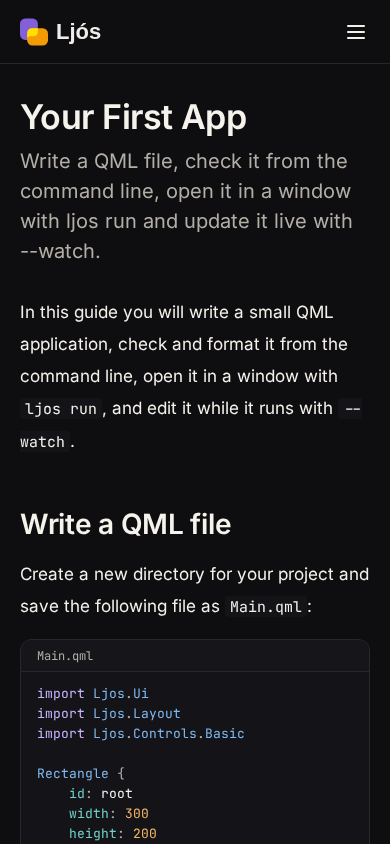 Ljós
Your First App
Write a QML file, check it from the
command line, open it in a window
with ljos run and update it live with
--watch.
In this guide you will write a small QML
application, check and format it from the
command line, open it in a window with
ljos run, and edit it while it runs with --
watch.
Write a QML file
Create a new directory for your project and
save the following file as Main.qml:
Main.qml
import Ljos.Ui
import Ljos.Layout
import Ljos.Controls.Basic
Rectangle {
    id: root
    width: 300
    height: 200